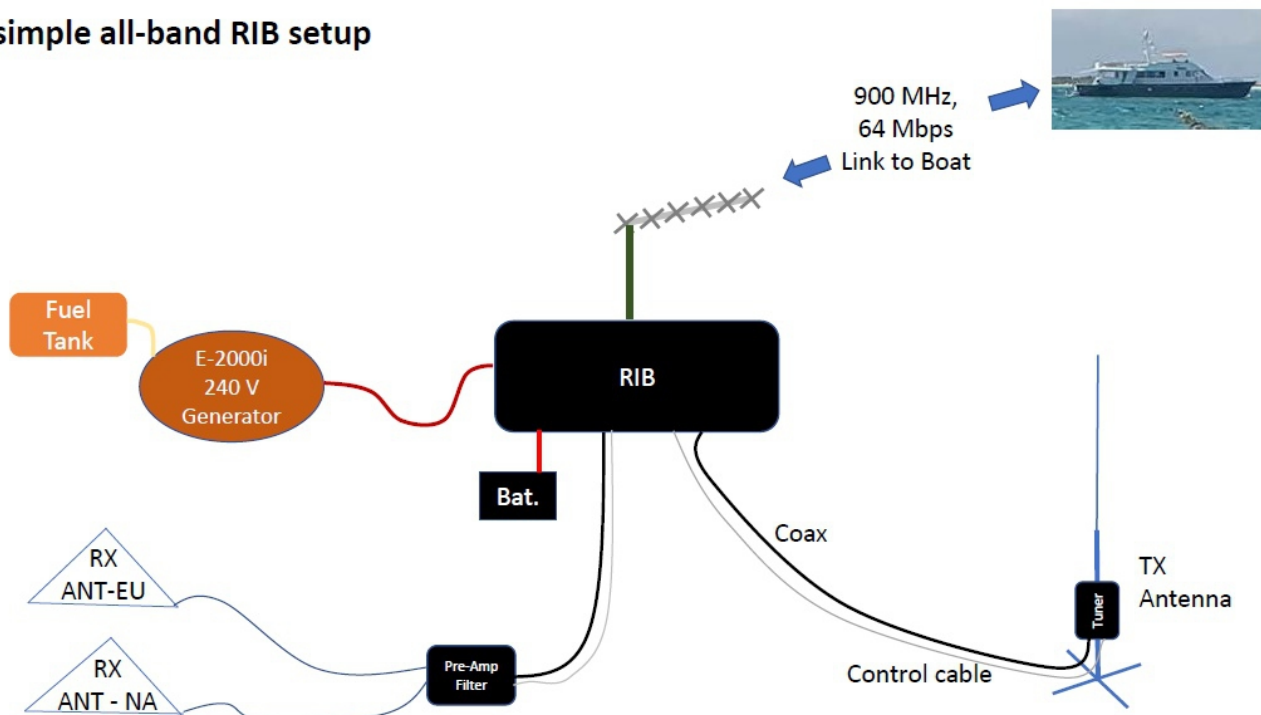 simple all-band RIB setup
900 MHz,
64 Mbps
Link to Boat
Fuel
Tank
E-2000i
240 V
Generator
RIB
Bat.
Coax
TX
Antenna
Tuner
RX
ANT-EU
Pre-Amp
Filter
Control cable
RX
ANT - NA